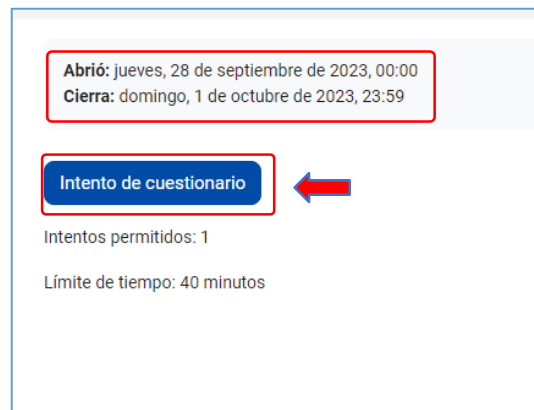 Abrió: jueves, 28 de septiembre de 2023, 00:00
Cierra: domingo, 1 de octubre de 2023, 23:59
Intento de cuestionario
Intentos permitidos: 1
Límite de tiempo: 40 minutos